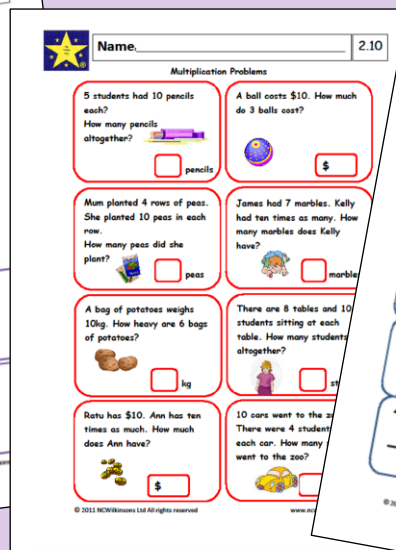 Name.
2.10
Multiplication Problems
5 students had 10 pencils
each?
How many pencils
altogether?
pencils
A ball costs $10. How much
do 3 balls cost?
$
Mum planted 4 rows of peas.
She planted 10 peas in each
row.
How many peas did she
plant?
peas
James had 7 marbles. Kelly
had ten times as many. How
many marbles does Kelly
have?
marble
A bag of potatoes weighs
10kg. How heavy are 6 bags
of potatoes?
kg
There are 8 tables and 10
students sitting at each
table. How many students
altogether?
st
Ratu has $10. Ann has ten
times as much. How much
does Ann have?
$
10 cars went to the z
There were 4 student
each car. How many
went to the zoo?
© 2011 NCWilkinsons Ltd All rights reserved
www.nc
© 20